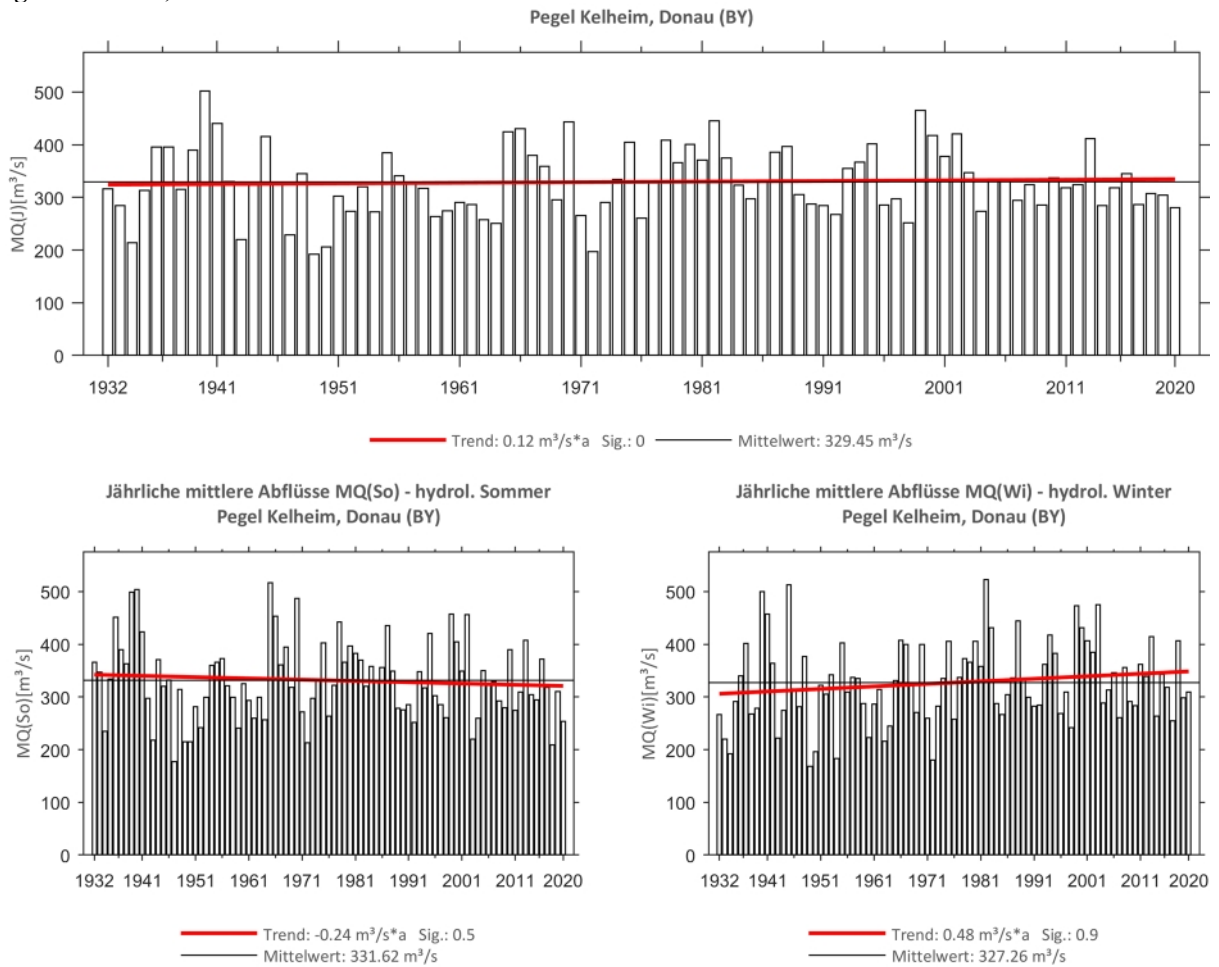 Pegel Kelheim, Donau (BY)
MQ(J)[m³/s]
500
400
300
200
100
0
1932 1941 1951 1961 1971 1981 1991 2001 2011 2020
Trend: 0.12 m³/s*a Sig.: 0 Mittelwert: 329.45 m³/s
Jährliche mittlere Abflüsse MQ(So) - hydrol. Sommer
Pegel Kelheim, Donau (BY)
MQ(So)[m³/s]
500
400
300
200
100
0
1932 1941 1951 1961 1971 1981 1991 2001 2011 2020
Trend: -0.24 m³/s*a Sig.: 0.5
Mittelwert: 331.62 m³/s
Jährliche mittlere Abflüsse MQ(Wi) - hydrol. Winter
Pegel Kelheim, Donau (BY)
MQ(Wi)[m³/s]
500
400
300
200
100
0
1932 1941 1951 1961 1971 1981 1991 2001 2011 2020
Trend: 0.48 m³/s*a Sig.: 0.9
Mittelwert: 327.26 m³/s